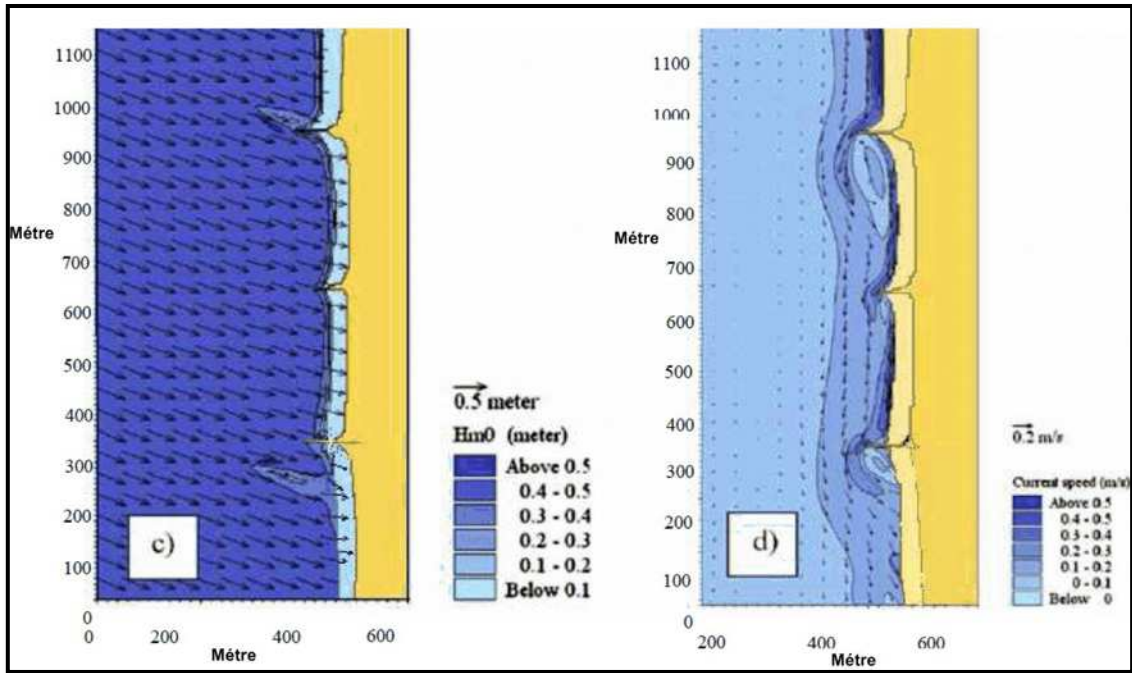 1100
1000
900
800
Métre
700
600
500
400
300
200
100
0
0
200
400
600
Métre
c)
0.5 meter
Hm0 (meter)
Above 0.5
0.4 - 0.5
0.3 - 0.4
0.2 - 0.3
0.1 - 0.2
Below 0.1
1100
1000
900
800
Métre
700
600
500
400
300
200
100
0
200
400
600
Métre
d)
0.2 m/s
Current speed (m/s)
Above 0.5
0.4 - 0.5
0.3 - 0.4
0.2 - 0.3
0.1 - 0.2
0 - 0.1
Below 0